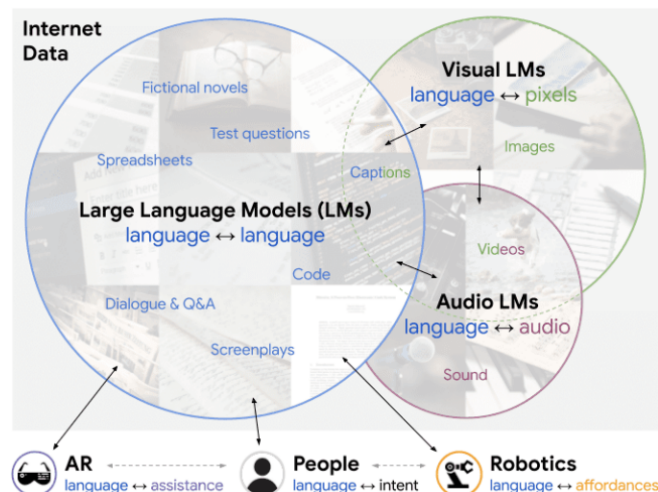 Internet
Data
Fictional novels
Test questions
Spreadsheets
Large Language Models (LMs)
language ↔ language
Code
Dialogue & Q&A
Screenplays
Captions
Visual LMs
language ↔ pixels
Images
Videos
Audio LMs
language ↔ audio
Sound
AR
language ↔ assistance
People
language ↔ intent
Robotics
language ↔ affordances